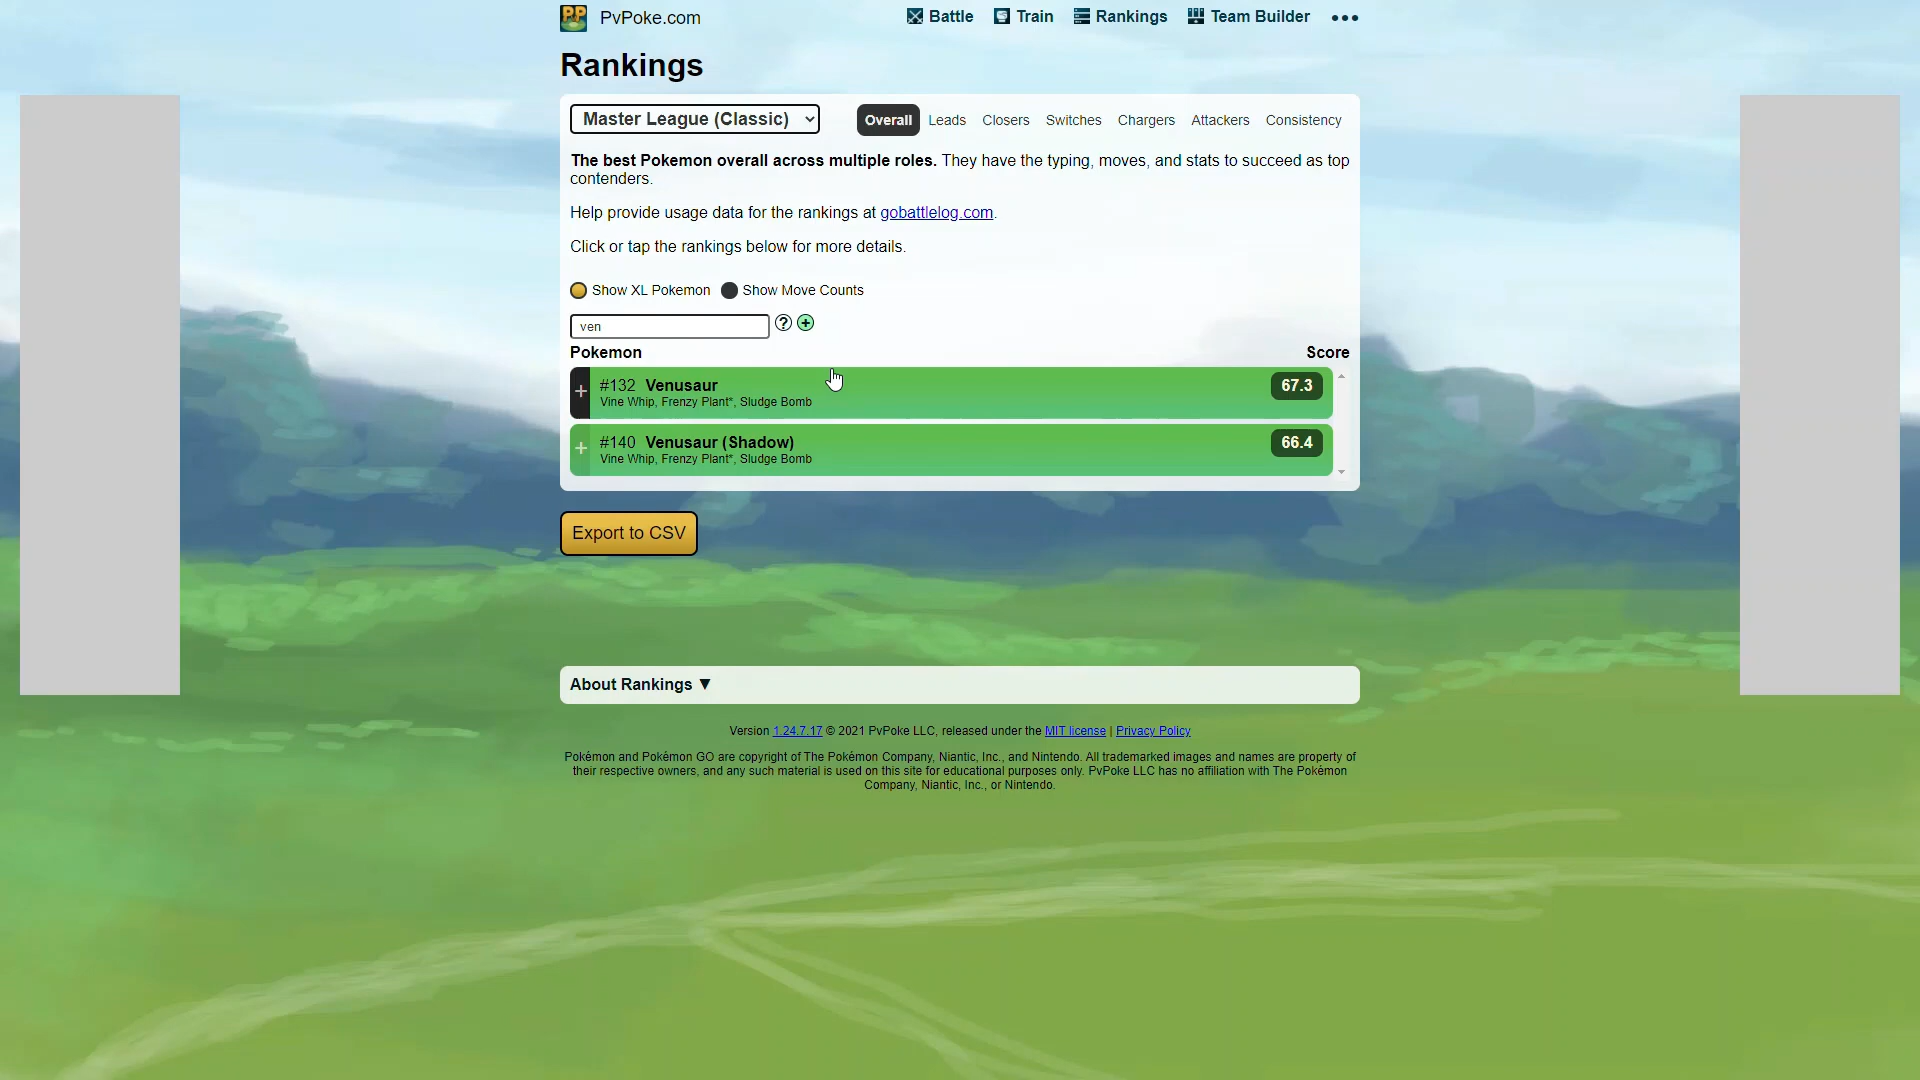 PvPoke.com
Battle Train Rankings Team Builder
Rankings
Master League (Classic)
Overall Leads Closers Switches Chargers Attackers Consistency
The best Pokemon overall across multiple roles. They have the typing, moves, and stats to succeed as top
contenders.
Help provide usage data for the rankings at gobattlelog.com.
Click or tap the rankings below for more details.
Show XL Pokemon Show Move Counts
ven ? +
Pokemon Score
+ #132 Venusaur 67.3
Vine Whip, Frenzy Plant*, Sludge Bomb
+ #140 Venusaur (Shadow) 66.4
Vine Whip, Frenzy Plant*, Sludge Bomb
Export to CSV
About Rankings ▼
Version 1.24.7.17 © 2021 PvPoke LLC, released under the MIT license | Privacy Policy
Pokémon and Pokémon GO are copyright of The Pokémon Company, Niantic, Inc., and Nintendo. All trademarked images and names are property of
their respective owners, and any such material is used on this site for educational purposes only. PvPoke LLC has no affiliation with The Pokémon
Company, Niantic, Inc., or Nintendo.